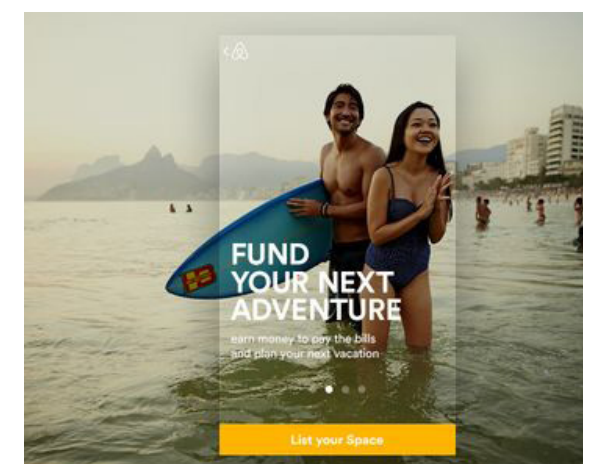 FUND
YOUR NEXT
ADVENTURE
earn money to pay the bills
and plan your next vacation
List your Space